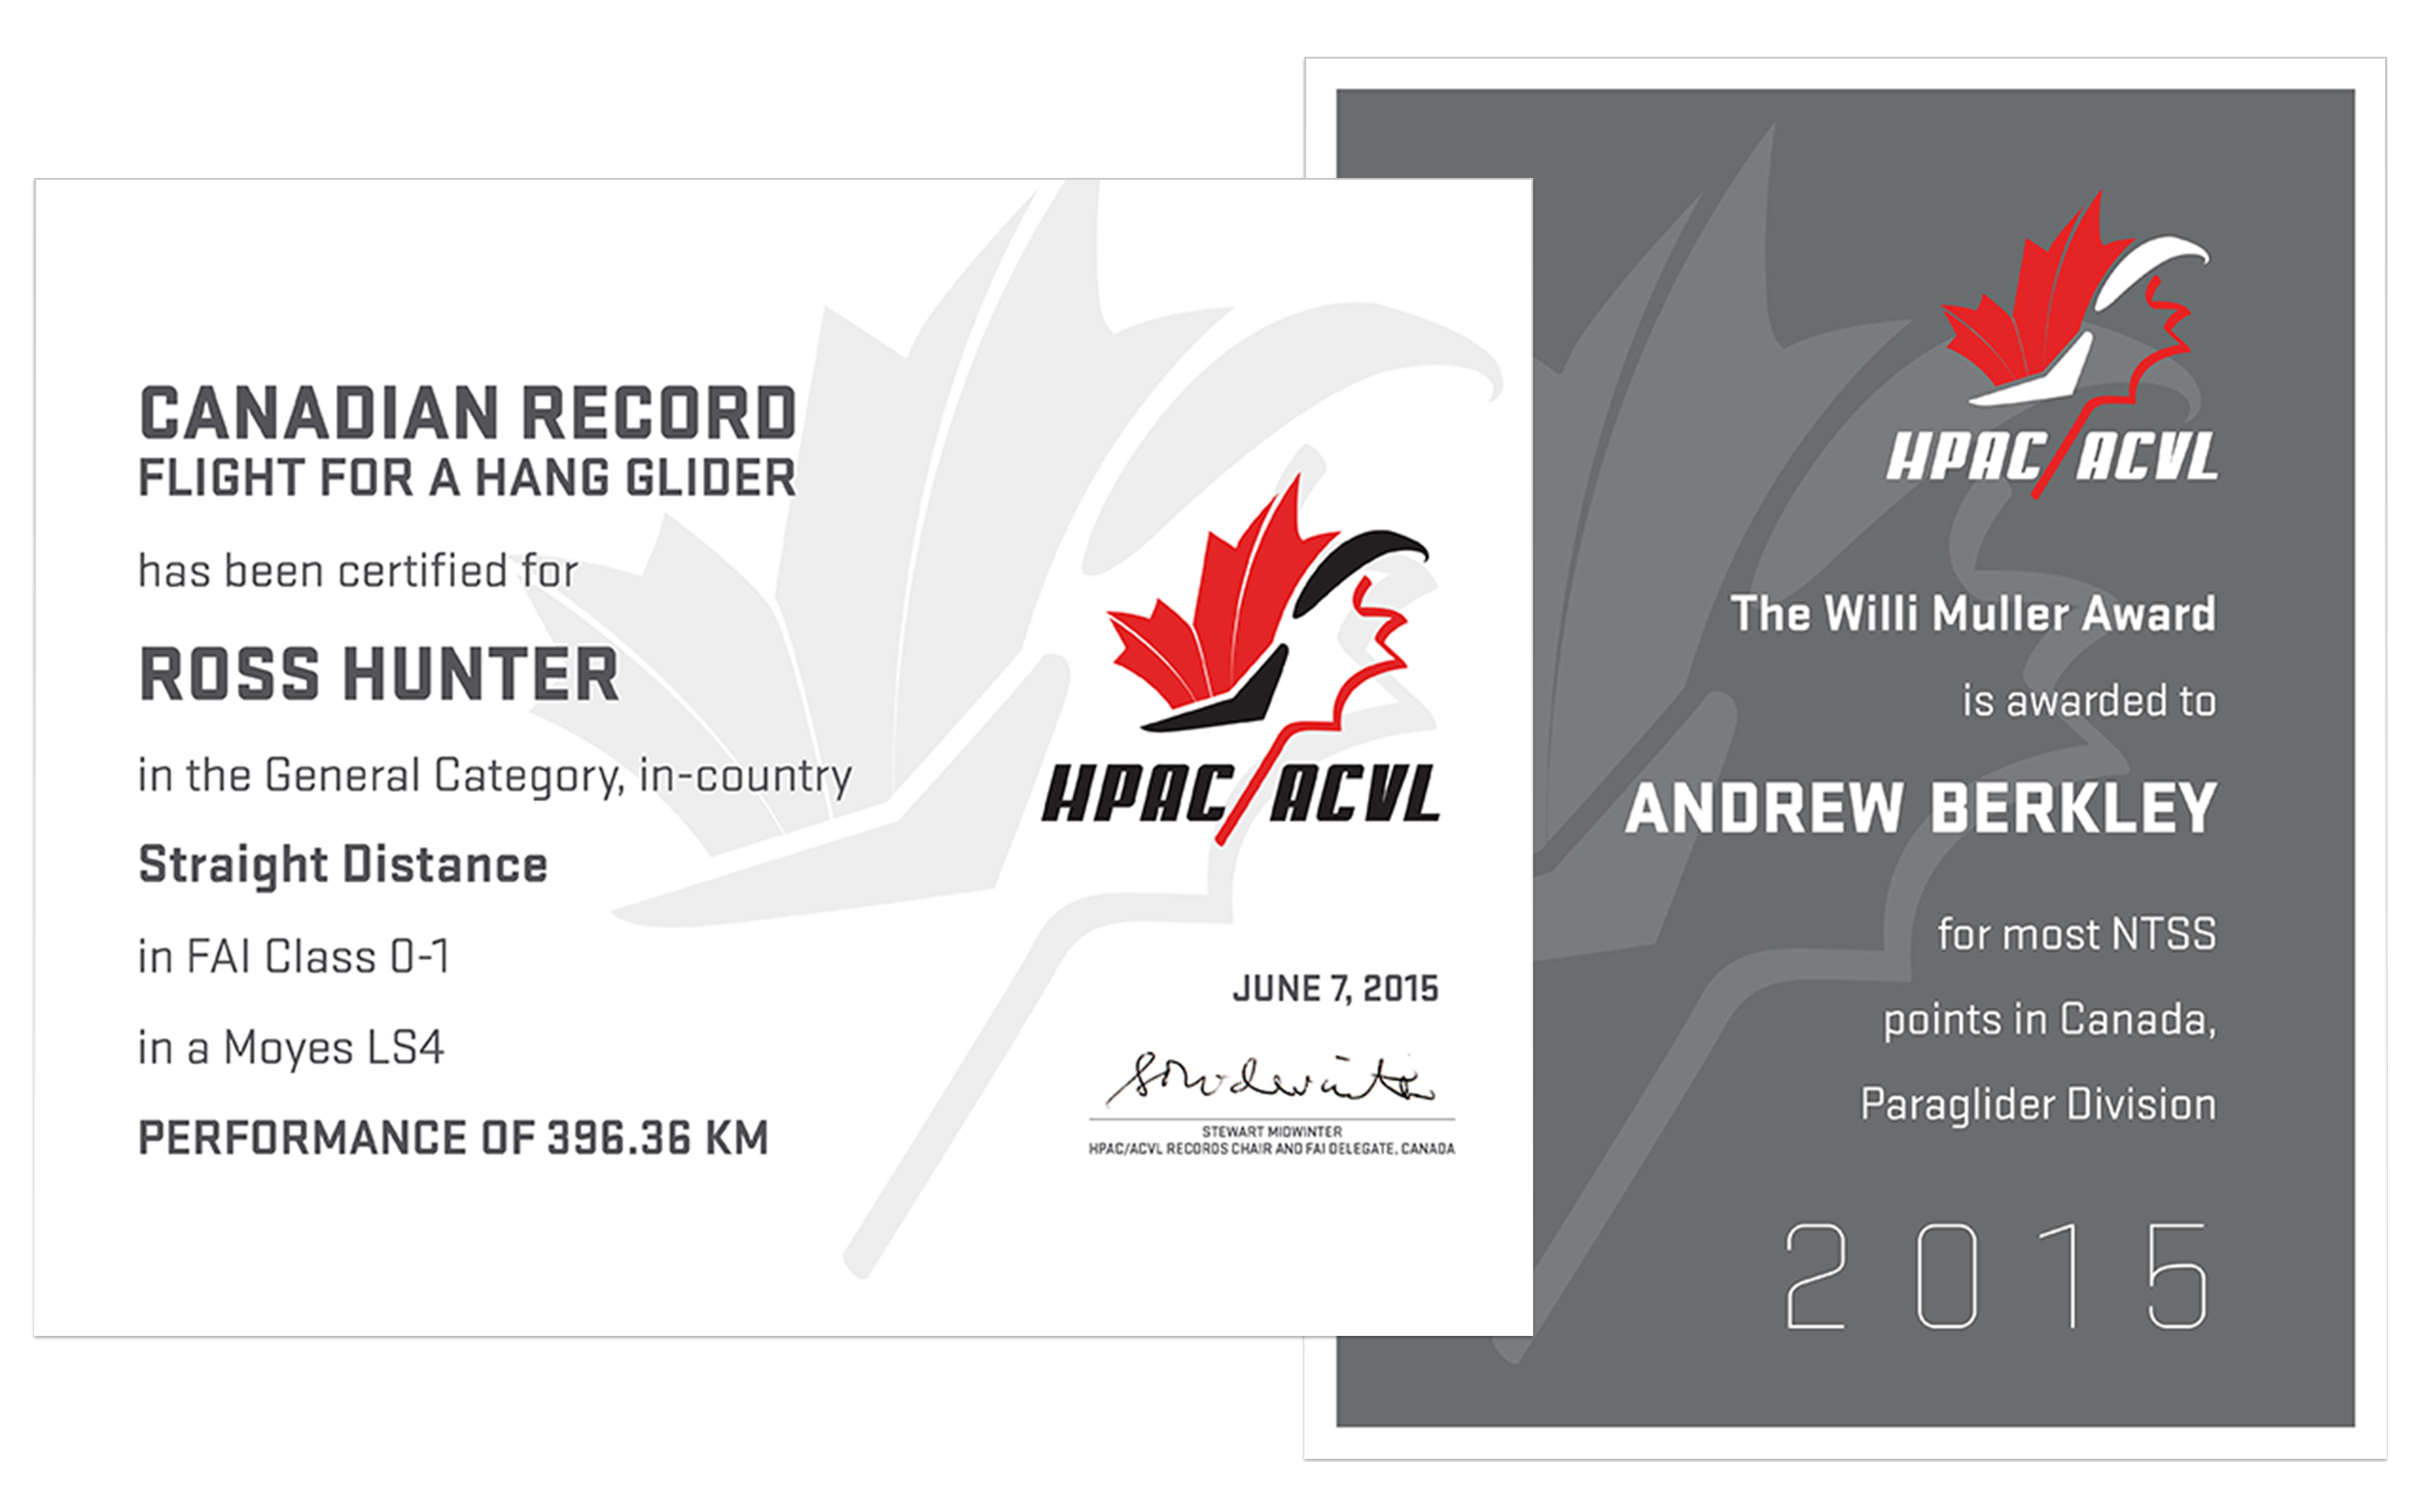 CANADIAN RECORD
FLIGHT FOR A HANG GLIDER
has been certified for
ROSS HUNTER
in the General Category, in-country
Straight Distance
in FAI Class O-1
in a Moyes LS4
PERFORMANCE OF 396.36 KM
HPAC/ACVL
JUNE 7, 2015
STEWART MIDWINTER
HPAC/ACVL RECORDS CHAIR AND FAI DELEGATE, CANADA
HPAC/ACVL
The Willi Muller Award
is awarded to
ANDREW BERKLEY
for most NTSS
points in Canada,
Paraglider Division
2015